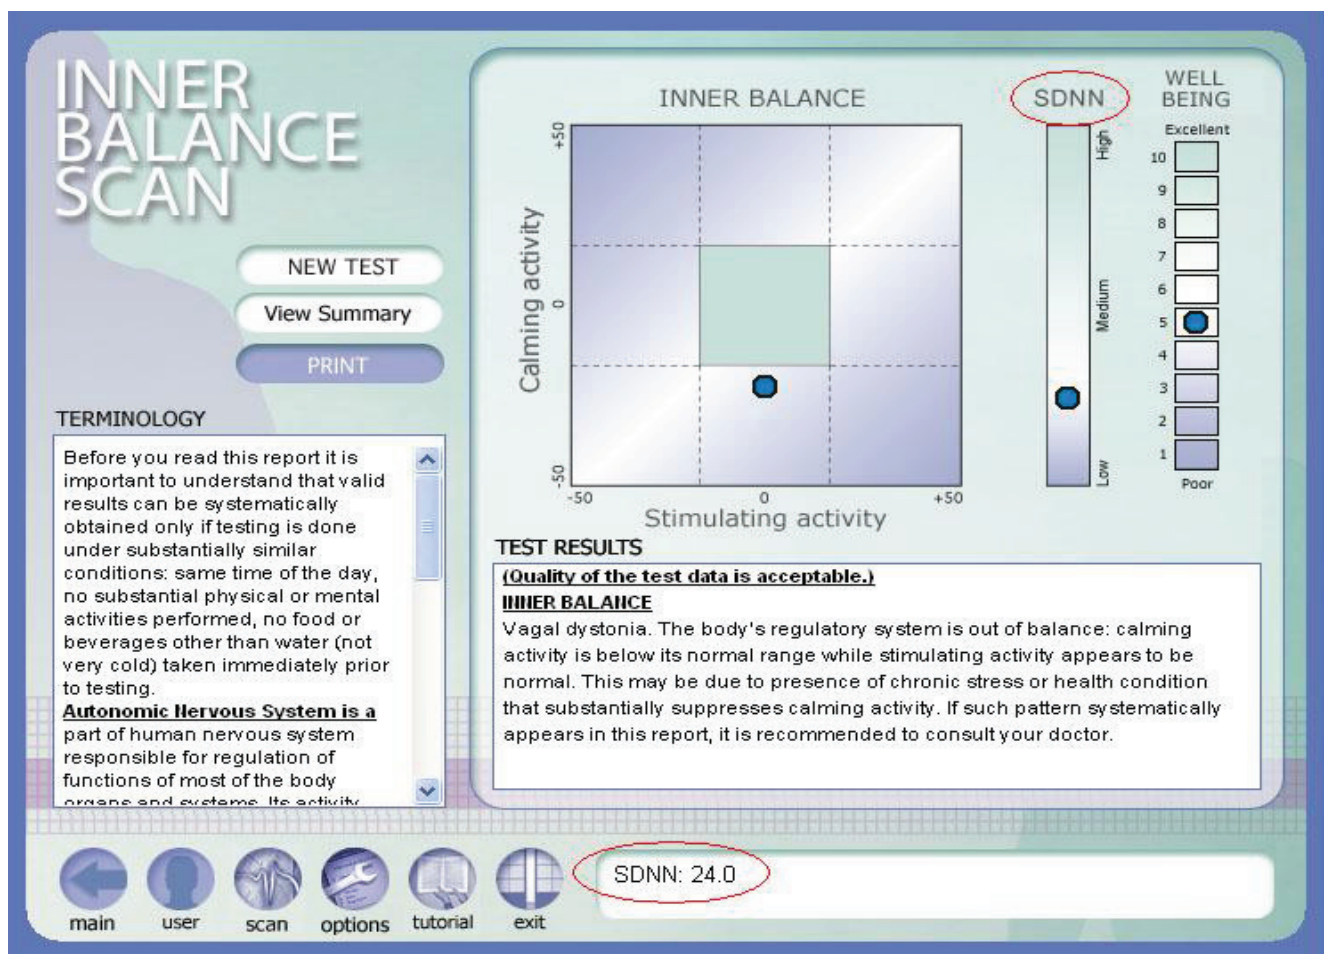 INNER
BALANCE
SCAN
NEW TEST
View Summary
PRINT
TERMINOLOGY
Before you read this report it is
important to understand that valid
results can be systematically
obtained only if testing is done
under substantially similar
conditions: same time of the day,
no substantial physical or mental
activities performed, no food or
beverages other than water (not
very cold) taken immediately prior
to testing.
Autonomic Nervous System is a
part of human nervous system
responsible for regulation of
functions of most of the body
organs and systems. Its activity
INNER BALANCE
+50
Calming activity
0
-50
-50
0
+50
Stimulating activity
SDNN
High
Medium
Low
WELL
BEING
Excellent
10
9
8
7
6
5
4
3
2
1
Poor
TEST RESULTS
(Quality of the test data is acceptable.)
INNER BALANCE
Vagal dystonia. The body's regulatory system is out of balance: calming
activity is below its normal range while stimulating activity appears to be
normal. This may be due to presence of chronic stress or health condition
that substantially suppresses calming activity. If such pattern systematically
appears in this report, it is recommended to consult your doctor.
main
user
scan
options
tutorial
exit
SDNN: 24.0